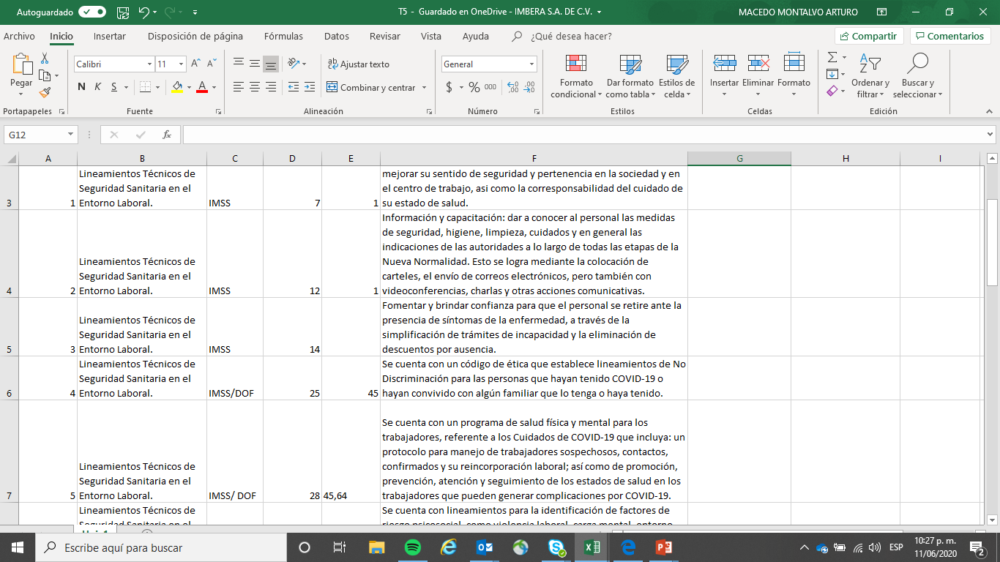 Autoguardado
T5 - Guardado en OneDrive - IMBERA S.A. DE C.V.
MACEDO MONTALVO ARTURO
Archivo Inicio Insertar Disposición de página Fórmulas Datos Revisar Vista Ayuda ¿Qué desea hacer? Compartir Comentarios
Pegar
Portapapeles
Calibri 11
N K S
Fuente
Ajustar texto
Combinar y centrar
Alineación
General
$ % 000
Número
Formato condicional
Dar formato como tabla
Estilos de celda
Estilos
Insertar Eliminar Formato
Celdas
Ordenar y filtrar
Buscar y seleccionar
Edición
G12
fx
A B C D E F G H I
3
1
Lineamientos Técnicos de
Seguridad Sanitaria en el
Entorno Laboral.
IMSS
7
1
mejorar su sentido de seguridad y pertenencia en la sociedad y en
el centro de trabajo, asi como la corresponsabilidad del cuidado de
su estado de salud.
4
2
Lineamientos Técnicos de
Seguridad Sanitaria en el
Entorno Laboral.
IMSS
12
1
Información y capacitación: dar a conocer al personal las medidas
de seguridad, higiene, limpieza, cuidados y en general las
indicaciones de las autoridades a lo largo de todas las etapas de la
Nueva Normalidad. Esto se logra mediante la colocación de
carteles, el envío de correos electrónicos, pero también con
videoconferencias, charlas y otras acciones comunicativas.
5
3
Lineamientos Técnicos de
Seguridad Sanitaria en el
Entorno Laboral.
IMSS
14
Fomentar y brindar confianza para que el personal se retire ante la
presencia de síntomas de la enfermedad, a través de la
simplificación de trámites de incapacidad y la eliminación de
descuentos por ausencia.
6
4
Lineamientos Técnicos de
Seguridad Sanitaria en el
Entorno Laboral.
IMSS/DOF
25
45
Se cuenta con un código de ética que establece lineamientos de No
Discriminación para las personas que hayan tenido COVID-19 o
hayan convivido con algún familiar que lo tenga o haya tenido.
7
5
Lineamientos Técnicos de
Seguridad Sanitaria en el
Entorno Laboral.
IMSS/ DOF
28
45,64
Se cuenta con un programa de salud física y mental para los
trabajadores, referente a los Cuidados de COVID-19 que incluya: un
protocolo para manejo de trabajadores sospechosos, contactos,
confirmados y su reincorporación laboral; así como de promoción,
prevención, atención y seguimiento de los estados de salud en los
trabajadores que pueden generar complicaciones por COVID-19.
Lineamientos Técnicos de
Seguridad Sanitaria en el
Se cuenta con lineamientos para la identificación de factores de
riesgo psicosocial, como violencia laboral, carga mental, entorno
Escribe aquí para buscar
ESP
10:27 p. m.
11/06/2020
2